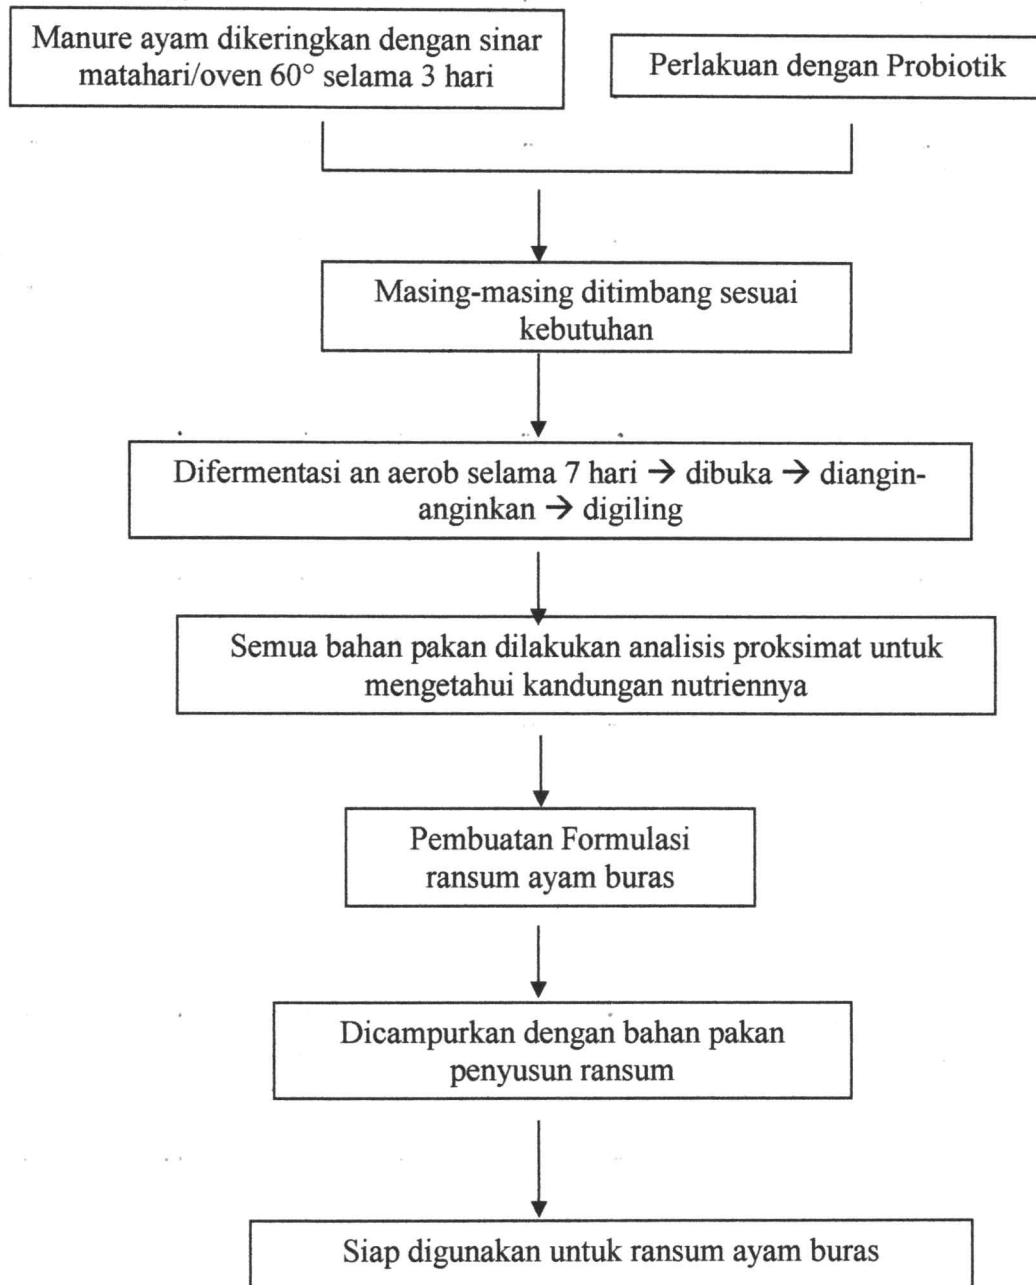 Manure ayam dikeringkan dengan sinar
matahari/oven 60° selama 3 hari
Perlakuan dengan Probiotik
Masing-masing ditimbang sesuai
kebutuhan
Difermentasi an aerob selama 7 hari → dibuka → diangin-
anginkan → digiling
Semua bahan pakan dilakukan analisis proksimat untuk
mengetahui kandungan nutriennya
Pembuatan Formulasi
ransum ayam buras
Dicampurkan dengan bahan pakan
penyusun ransum
Siap digunakan untuk ransum ayam buras